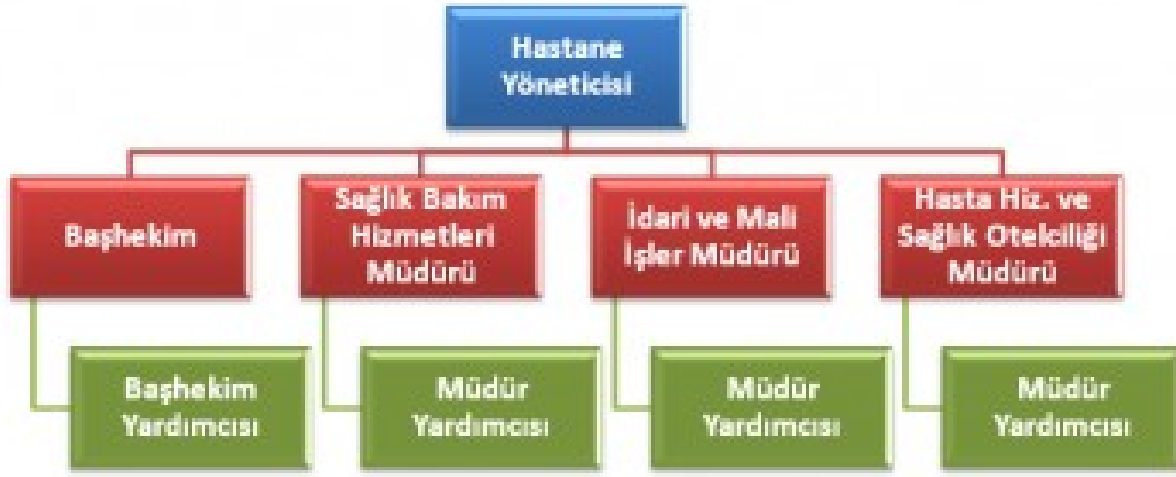 Hastane
Yöneticisi
Başhekim
Sağlık Bakım
Hizmetleri
Müdürü
İdari ve Mali
İşler Müdürü
Hasta Hiz. ve
Sağlık Otelciliği
Müdürü
Başhekim
Yardımcısı
Müdür
Yardımcısı
Müdür
Yardımcısı
Müdür
Yardımcısı